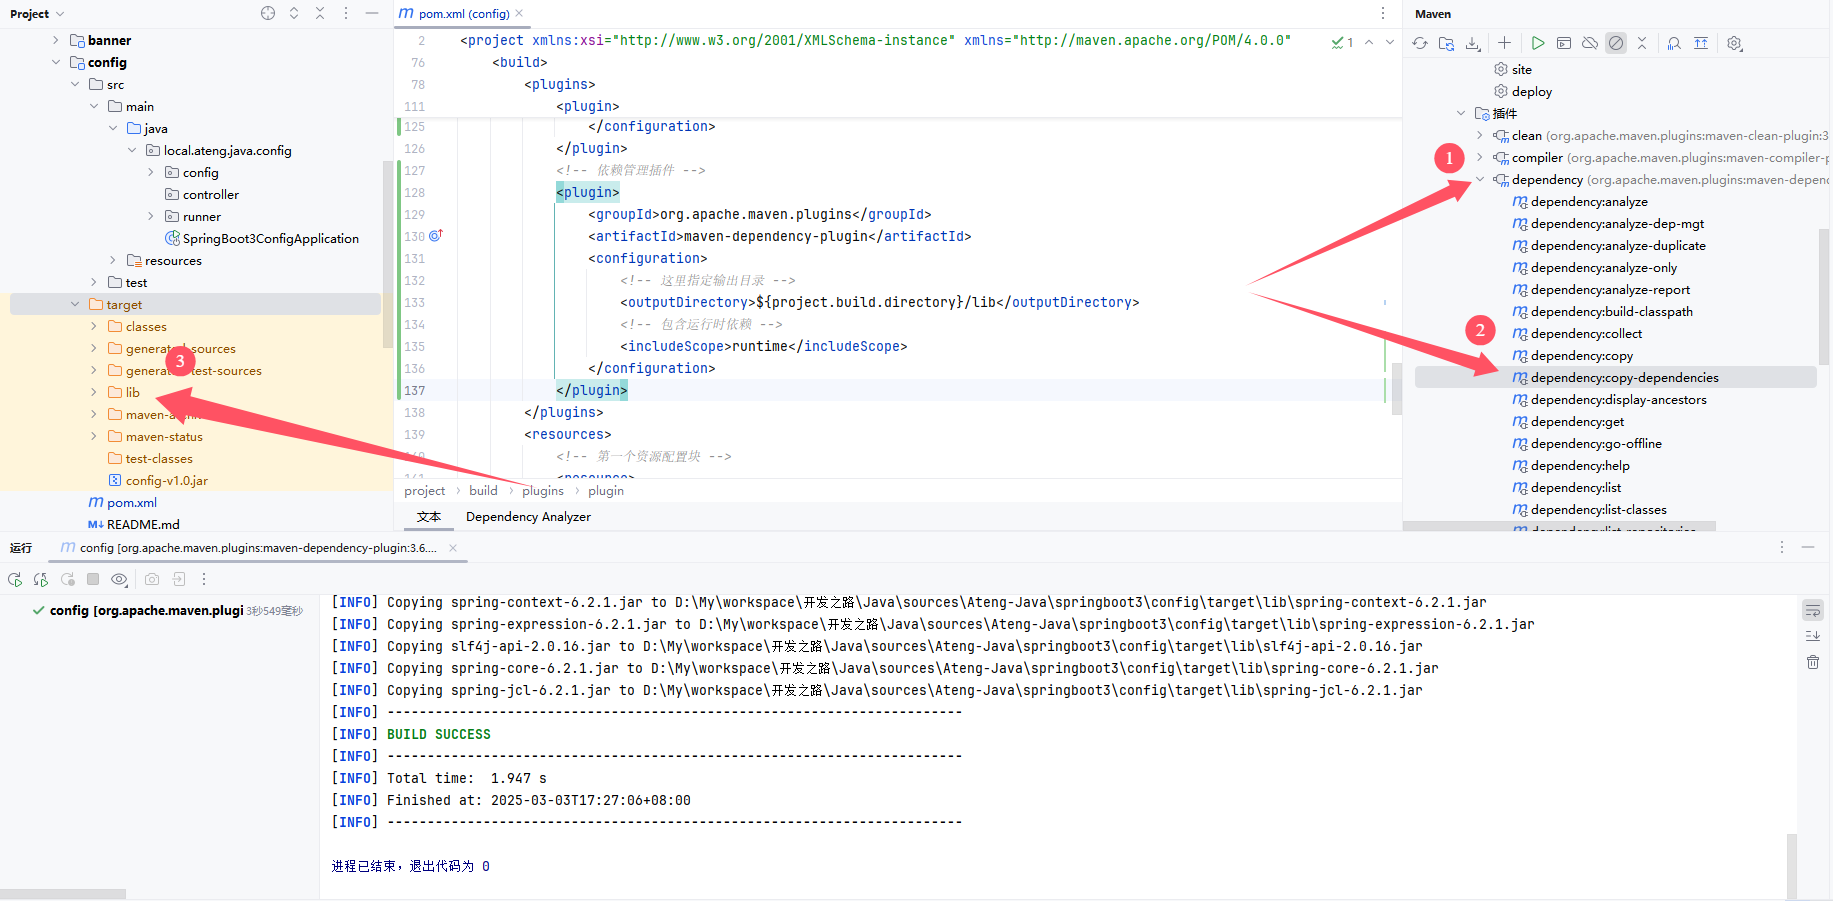 Project
banner
config
src
main
java
local.ateng.java.config
config
controller
runner
SpringBoot3ConfigApplication
resources
test
target
classes
generated-sources
generated-test-sources
lib
maven-status
test-classes
config-v1.0.jar
pom.xml
README.md
3
pom.xml (config)
2 <project xmlns:xsi="http://www.w3.org/2001/XMLSchema-instance" xmlns="http://maven.apache.org/POM/4.0.0"
1
76 <build>
78 <plugins>
111 <plugin>
125 </configuration>
126 </plugin>
127 <!-- 依赖管理插件 -->
128 <plugin>
129 <groupId>org.apache.maven.plugins</groupId>
130 <artifactId>maven-dependency-plugin</artifactId>
131 <configuration>
132 <!-- 这里指定输出目录 -->
133 <outputDirectory>${project.build.directory}/lib</outputDirectory>
134 <!-- 包含运行时依赖 -->
135 <includeScope>runtime</includeScope>
136 </configuration>
137 </plugin>
138 </plugins>
139 <resources>
140 <!-- 第一个资源配置块 -->
141 <resource>
project > build > plugins > plugin
文本 Dependency Analyzer
Maven
site
deploy
插件
clean (org.apache.maven.plugins:maven-clean-plugin:3
1
compiler (org.apache.maven.plugins:maven-compiler-p
dependency (org.apache.maven.plugins:maven-depend
dependency:analyze
dependency:analyze-dep-mgt
dependency:analyze-duplicate
dependency:analyze-only
dependency:analyze-report
dependency:build-classpath
dependency:collect
2
dependency:copy
dependency:copy-dependencies
dependency:display-ancestors
dependency:get
dependency:go-offline
dependency:help
dependency:list
dependency:list-classes
dependency:list-repositories
运行 config [org.apache.maven.plugins:maven-dependency-plugin:3.6....
config [org.apache.maven.plugi 3秒549毫秒
[INFO] Copying spring-context-6.2.1.jar to D:\My\workspace\开发之路\Java\sources\Ateng-Java\springboot3\config\target\lib\spring-context-6.2.1.jar
[INFO] Copying spring-expression-6.2.1.jar to D:\My\workspace\开发之路\Java\sources\Ateng-Java\springboot3\config\target\lib\spring-expression-6.2.1.jar
[INFO] Copying slf4j-api-2.0.16.jar to D:\My\workspace\开发之路\Java\sources\Ateng-Java\springboot3\config\target\lib\slf4j-api-2.0.16.jar
[INFO] Copying spring-core-6.2.1.jar to D:\My\workspace\开发之路\Java\sources\Ateng-Java\springboot3\config\target\lib\spring-core-6.2.1.jar
[INFO] Copying spring-jcl-6.2.1.jar to D:\My\workspace\开发之路\Java\sources\Ateng-Java\springboot3\config\target\lib\spring-jcl-6.2.1.jar
[INFO] ------------------------------------------------------------------------
[INFO] BUILD SUCCESS
[INFO] ------------------------------------------------------------------------
[INFO] Total time:  1.947 s
[INFO] Finished at: 2025-03-03T17:27:06+08:00
[INFO] ------------------------------------------------------------------------
进程已结束，退出代码为 0